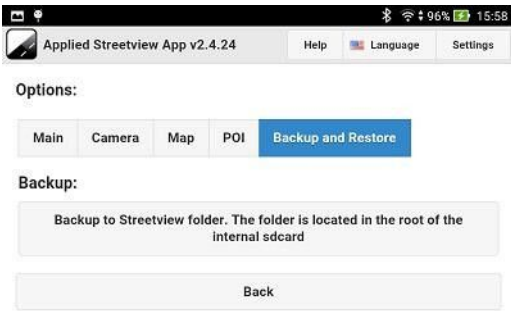 96% 15:58
Applied Streetview App v2.4.24 Help Language Settings
Options:
Main Camera Map POI Backup and Restore
Backup:
Backup to Streetview folder. The folder is located in the root of the
internal sdcard
Back